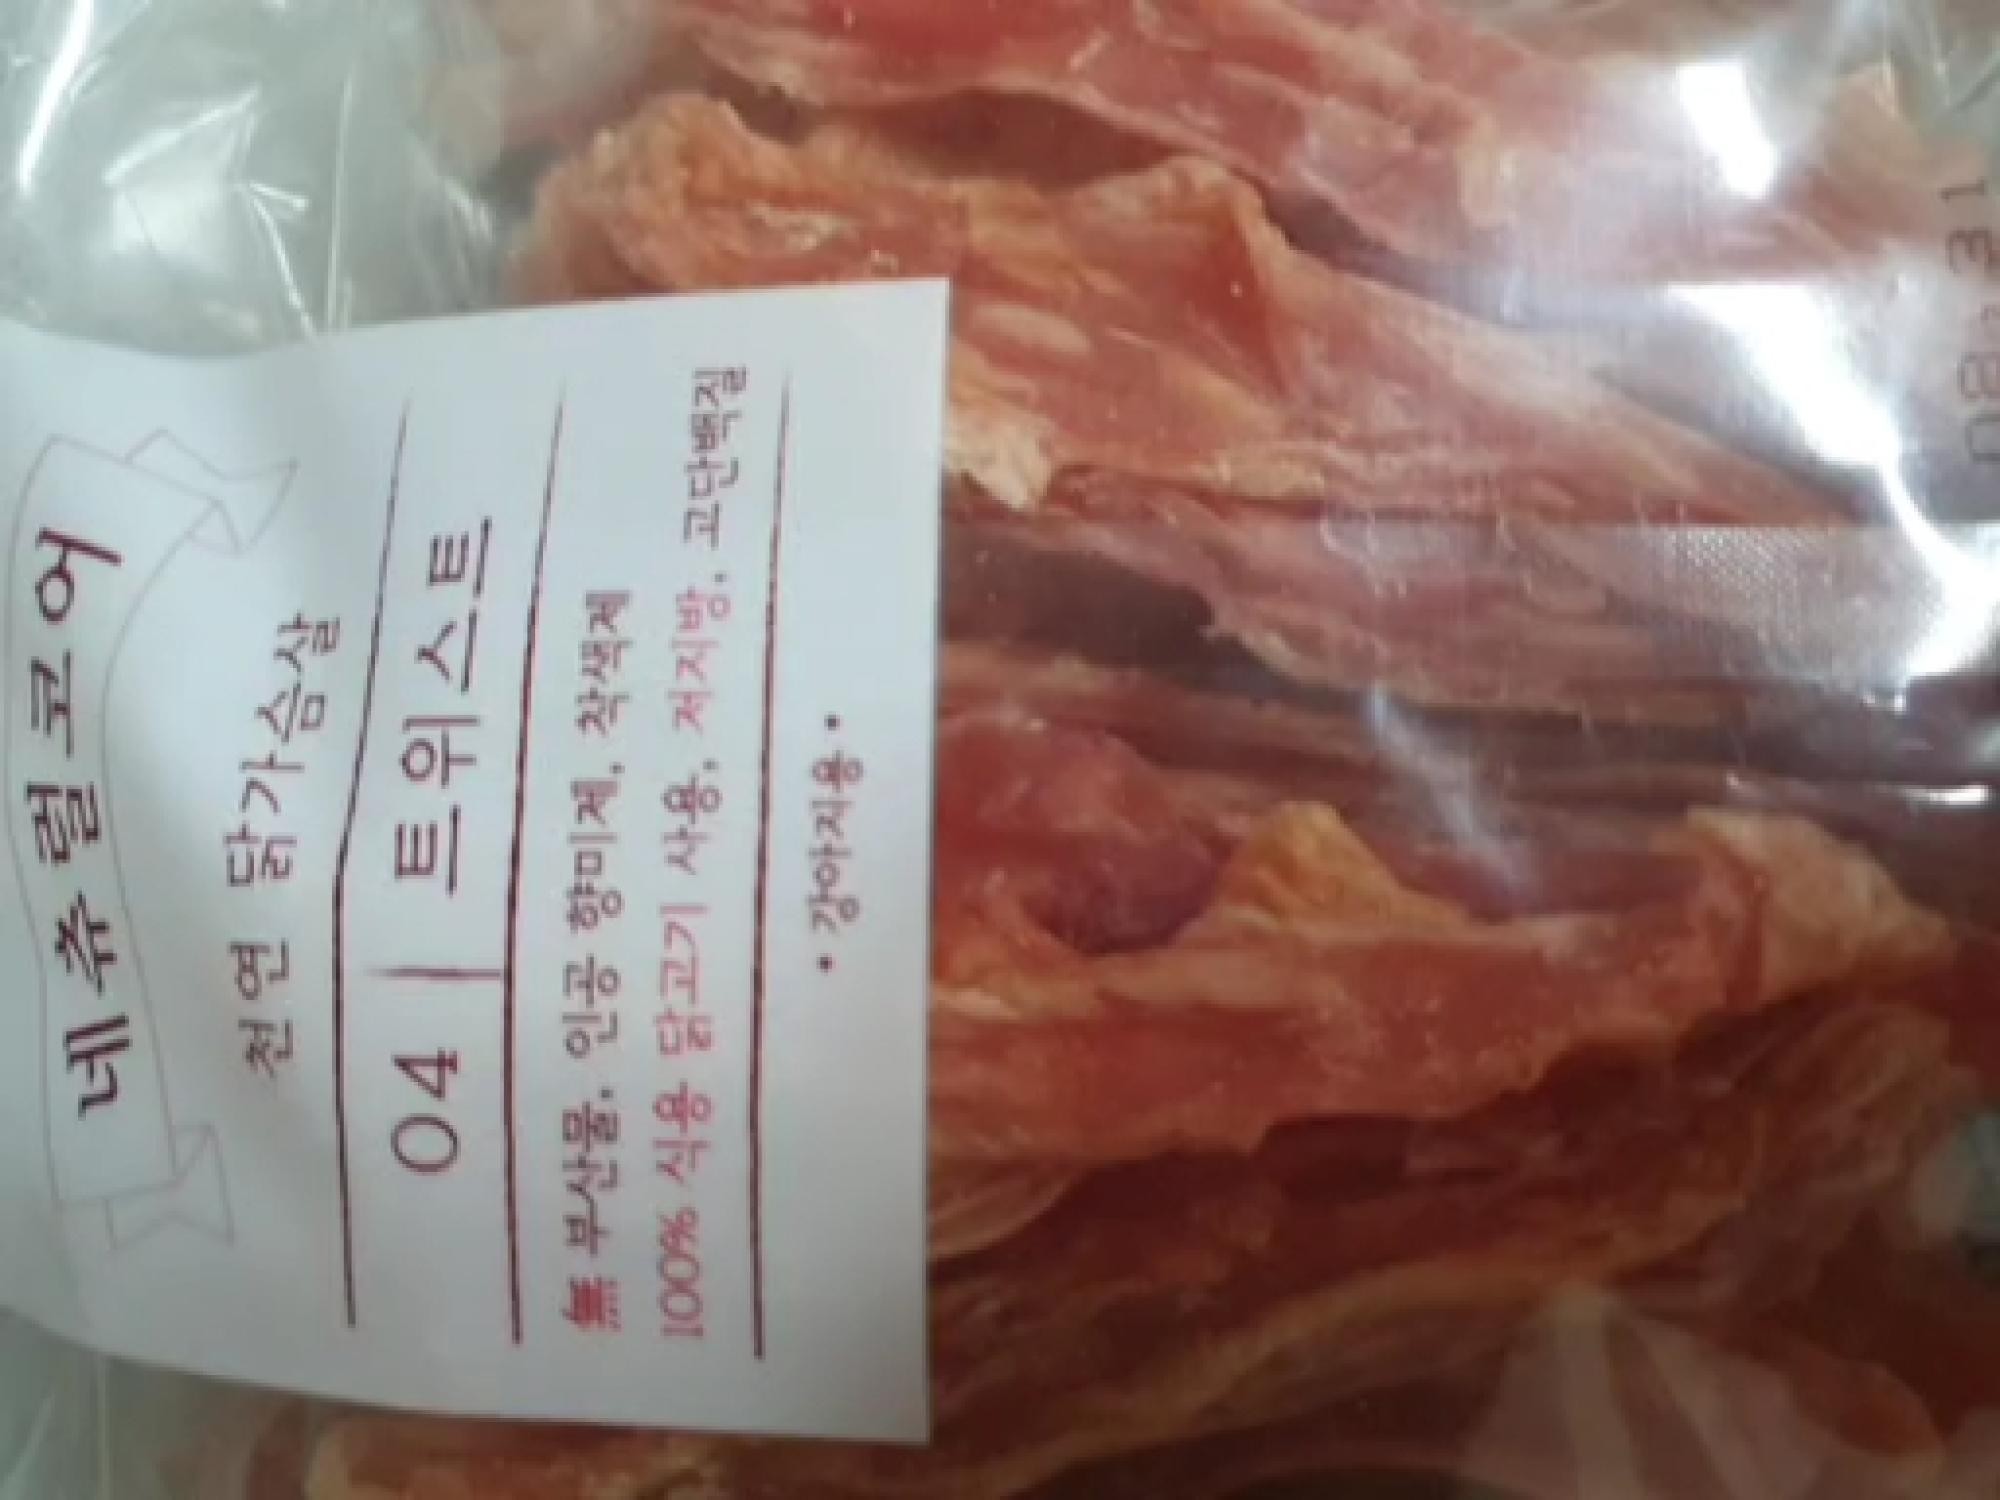 네츄럴코어
천연 닭가슴살
04 | 트위스트
無 부산물, 인공 향미제, 착색제
100% 식용 닭고기 사용, 저지방, 고단백질
• 강아지용 •
08.31